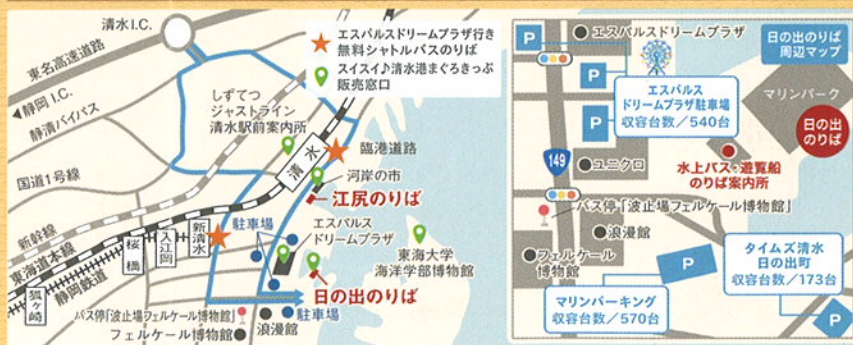 清水I.C.
東名高速道路
◀静岡 I.C.
静清バイパス
国道1号線
新幹線
東海道本線
静岡鉄道
狐ヶ崎
桜橋
入江岡
新清水
清水
しずてつ
ジャストライン
清水駅前案内所
エスパルスドリームプラザ行き
無料シャトルバスのりば
スイスイ♪清水港まぐろきっぷ
販売窓口
臨港道路
河岸の市
江尻のりば
駐車場
エスパルス
ドリームプラザ
東海大学
海洋学部博物館
日の出のりば
バス停「波止場フェルケール博物館」
駐車場
浪漫館
フェルケール博物館
P
エスパルスドリームプラザ
日の出のりば
周辺マップ
P
エスパルス
ドリームプラザ駐車場
収容台数/540台
P
マリンパーク
日の出
のりば
149
ユニクロ
水上バス・遊覧船
のりば案内所
バス停「波止場フェルケール博物館」
浪漫館
フェルケール
博物館
P
マリンパーキング
収容台数/570台
タイムズ清水
日の出町
収容台数/173台
P